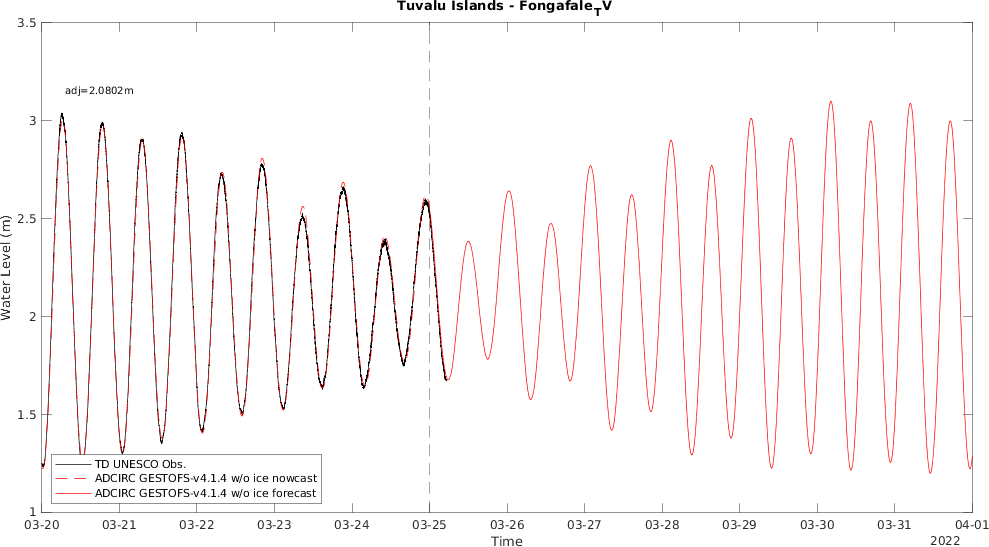 Tuvalu Islands - FongafaleTV
adj=2.0802m
3.5
3
2.5
2
1.5
1
Water Level (m)
TD UNESCO Obs.
ADCIRC GESTOFS-v4.1.4 w/o ice nowcast
ADCIRC GESTOFS-v4.1.4 w/o ice forecast
03-20 03-21 03-22 03-23 03-24 03-25 03-26 03-27 03-28 03-29 03-30 03-31 04-01
Time
2022